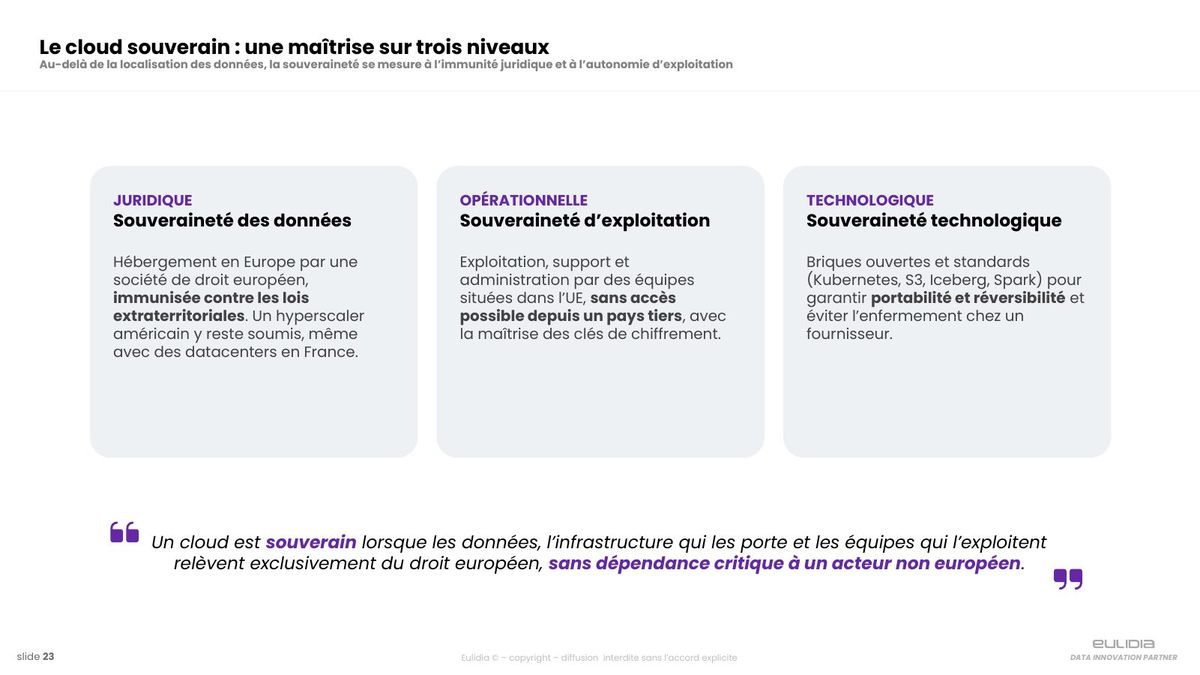 Le cloud souverain : une maîtrise sur trois niveaux
Au-delà de la localisation des données, la souveraineté se mesure à l’immunité juridique et à l’autonomie d’exploitation
JURIDIQUE
Souveraineté des données
Hébergement en Europe par une
société de droit européen,
immunisée contre les lois
extraterritoriales. Un hyperscaler
américain y reste soumis, même
avec des datacenters en France.
OPÉRATIONNELLE
Souveraineté d’exploitation
Exploitation, support et
administration par des équipes
situées dans l’UE, sans accès
possible depuis un pays tiers, avec
la maîtrise des clés de chiffrement.
TECHNOLOGIQUE
Souveraineté technologique
Briques ouvertes et standards
(Kubernetes, S3, Iceberg, Spark) pour
garantir portabilité et réversibilité et
éviter l’enfermement chez un
fournisseur.
“ Un cloud est souverain lorsque les données, l’infrastructure qui les porte et les équipes qui l’exploitent
relèvent exclusivement du droit européen, sans dépendance critique à un acteur non européen. ”
slide 23
Eulidia © – copyright – diffusion interdite sans l’accord explicite
EULIDIA
DATA INNOVATION PARTNER